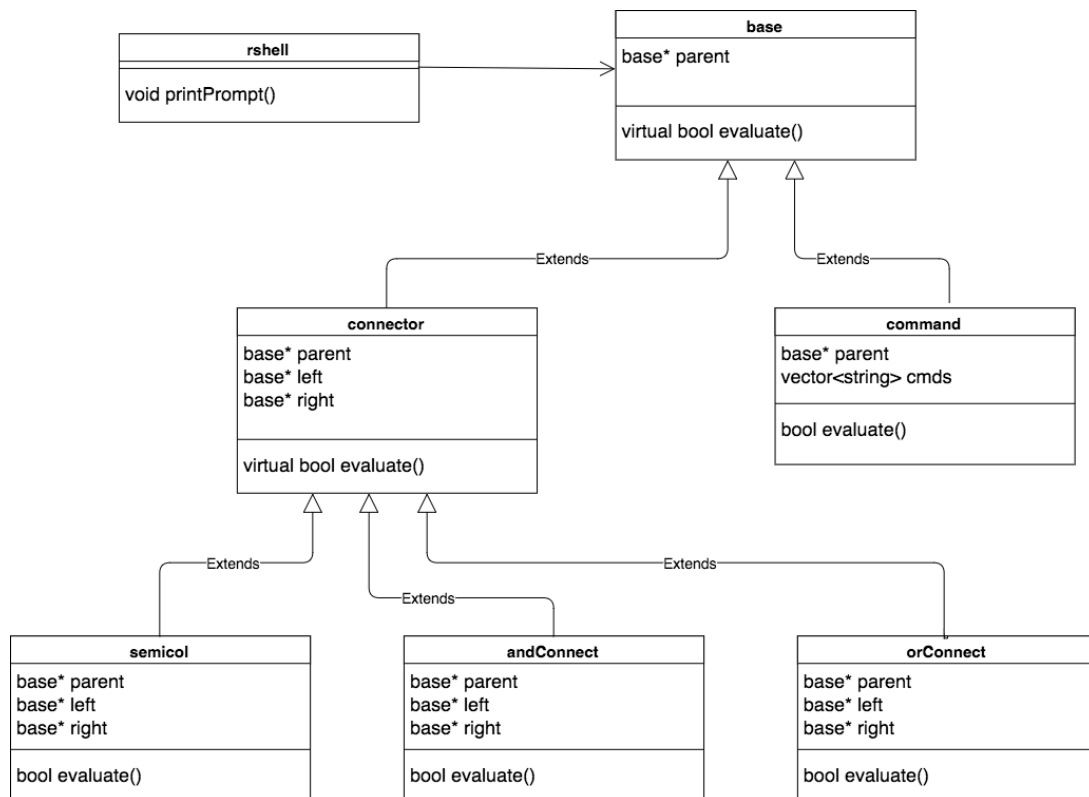 rshell
void printPrompt()
base
base* parent
virtual bool evaluate()
Extends
Extends
connector
base* parent
base* left
base* right
virtual bool evaluate()
command
base* parent
vector<string> cmds
bool evaluate()
Extends
Extends
Extends
semicol
base* parent
base* left
base* right
bool evaluate()
andConnect
base* parent
base* left
base* right
bool evaluate()
orConnect
base* parent
base* left
base* right
bool evaluate()